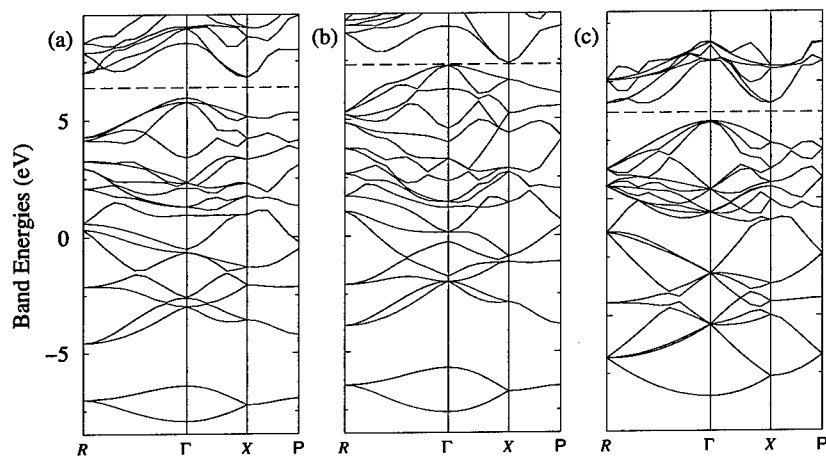 (a)
(b)
(c)
Band Energies (eV)
5
0
−5
R Γ X P
R Γ X P
R Γ X P